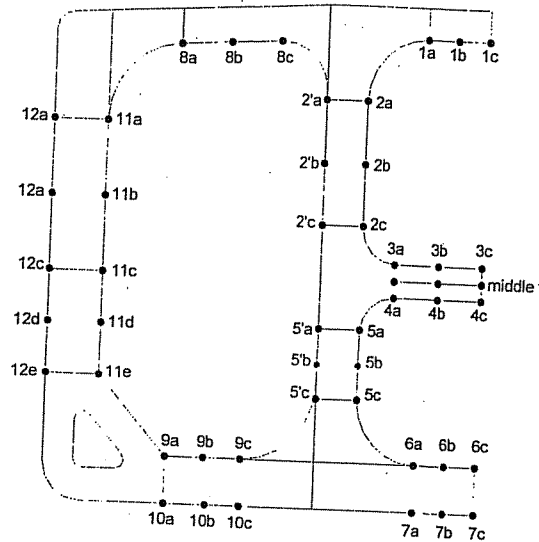 8a 8b 8c 1a 1b 1c
12a 11a 2'a 2a
12a 11b 2'b 2b
2'c 2c
12c 11c 3a 3b 3c
middle
4a 4b 4c
12d 11d 5'a 5a
12e 11e 5'b 5b
5'c 5c
9a 9b 9c 6a 6b 6c
10a 10b 10c 7a 7b 7c